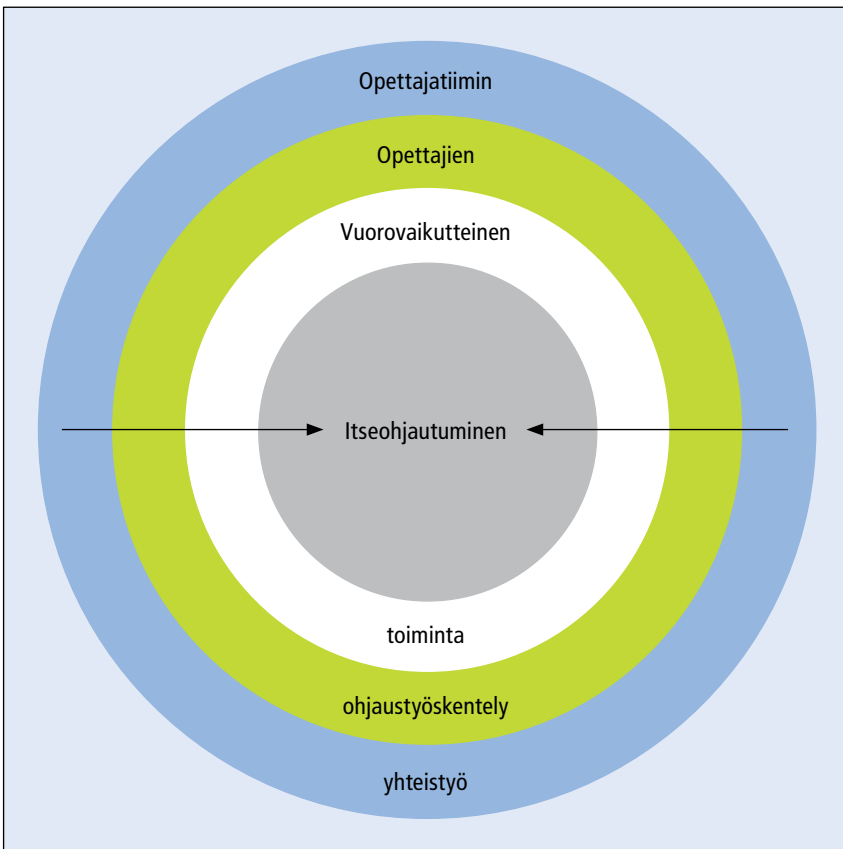 Opettajatiimin
Opettajien
Vuorovaikutteinen
Itseohjautuminen
toiminta
ohjaustyöskentely
yhteistyö